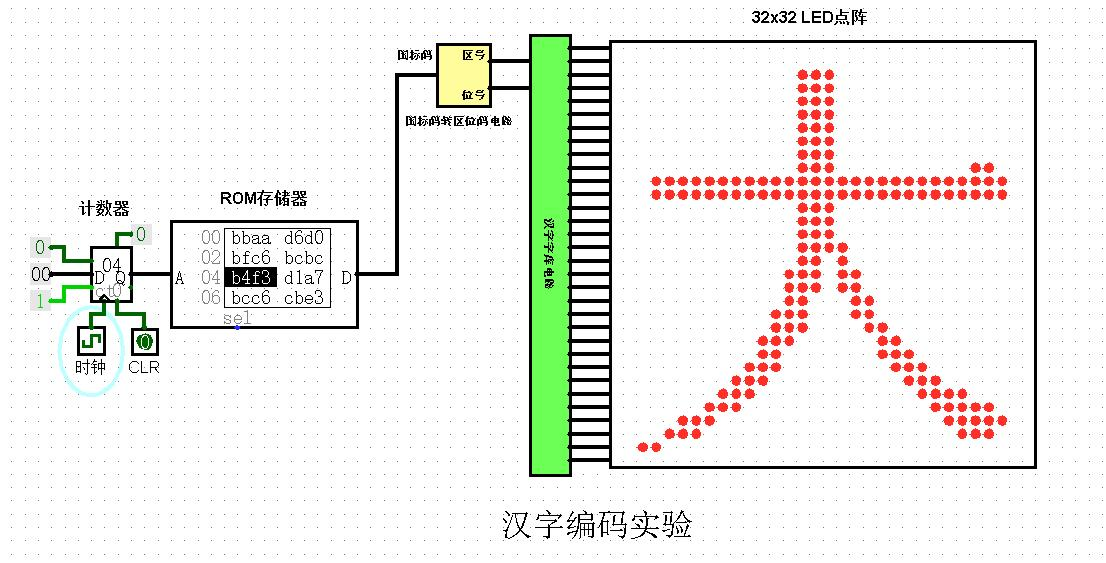 32x32 LED点阵
国标码
区号
位号
国标码转区位码电路
ROM存储器
计数器
0
0
00
1
04
D Q
ct0
A
00 bbaa d6d0
02 bfc6 bcbc
04 b4f3 d1a7
06 bcc6 cbe3
D
sel
时钟
CLR
0
汉字字库电路
大
汉字编码实验